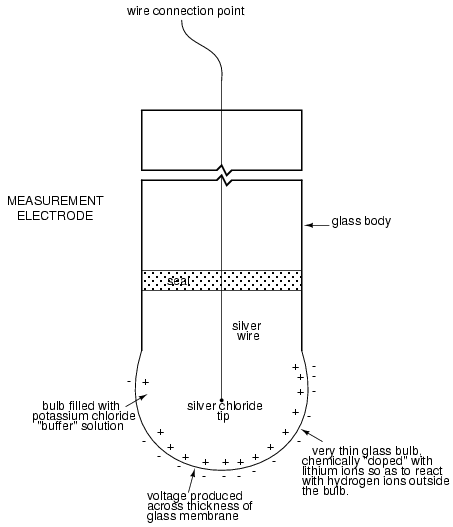 wire connection point
MEASUREMENT
ELECTRODE
glass body
seal
silver
wire
bulb filled with
potassium chloride
"buffer" solution
silver chloride
tip
very thin glass bulb,
chemically "doped" with
lithium ions so as to react
with hydrogen ions outside
the bulb.
voltage produced
across thickness of
glass membrane